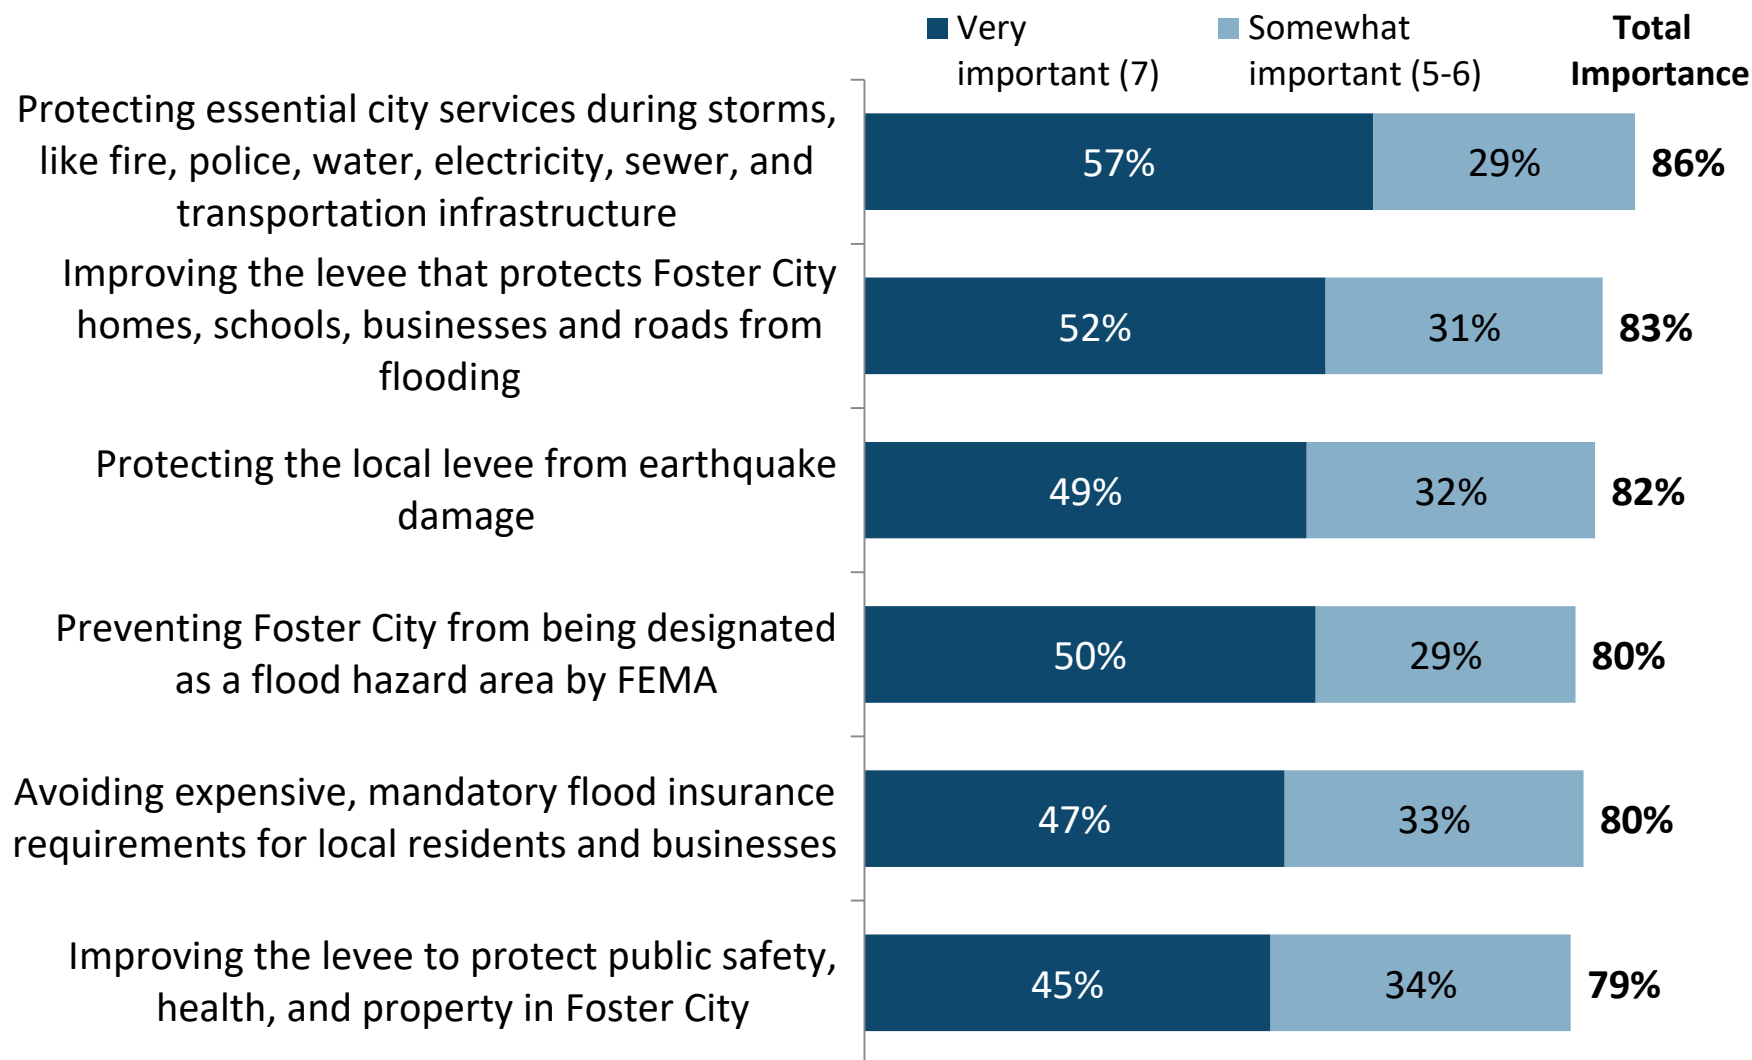 Very important (7)
Somewhat important (5-6)
Total Importance
Protecting essential city services during storms,
like fire, police, water, electricity, sewer, and
transportation infrastructure
57%
29%
86%
Improving the levee that protects Foster City
homes, schools, businesses and roads from
flooding
52%
31%
83%
Protecting the local levee from earthquake
damage
49%
32%
82%
Preventing Foster City from being designated
as a flood hazard area by FEMA
50%
29%
80%
Avoiding expensive, mandatory flood insurance
requirements for local residents and businesses
47%
33%
80%
Improving the levee to protect public safety,
health, and property in Foster City
45%
34%
79%